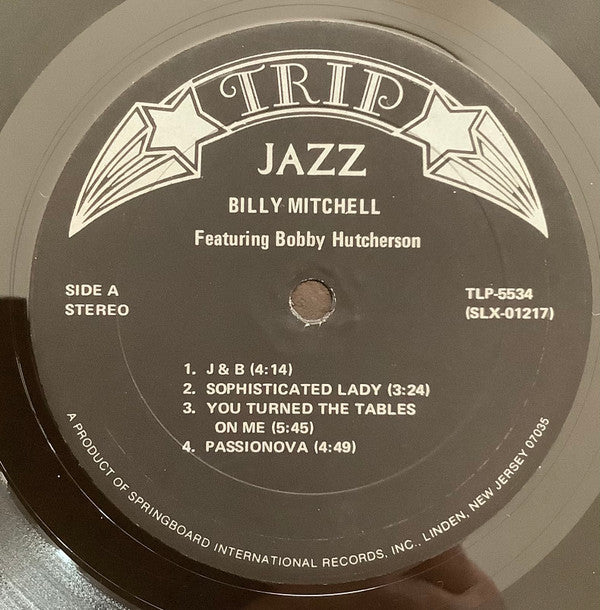 TRIP
JAZZ
BILLY MITCHELL
Featuring Bobby Hutcherson
SIDE A
STEREO
TLP-5534
(SLX-01217)
1. J & B (4:14)
2. SOPHISTICATED LADY (3:24)
3. YOU TURNED THE TABLES
ON ME (5:45)
4. PASSIONOVA (4:49)
A PRODUCT OF SPRINGBOARD INTERNATIONAL RECORDS, INC., LINDEN, NEW JERSEY 07035